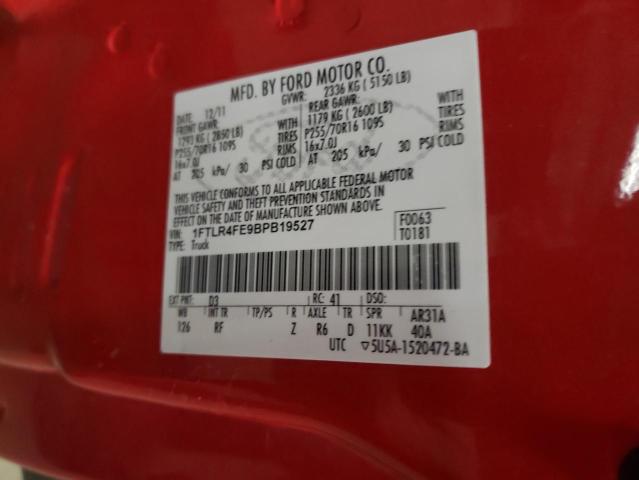 MFD. BY FORD MOTOR CO.
DATE: 12/11 GVWR: 2336 KG ( 5150 LB)
FRONT GAWR: REAR GAWR: WITH
1293 KG ( 2850 LB) WITH 1179 KG ( 2600 LB) TIRES
P255/70R16 109S TIRES P255/70R16 109S RIMS
16x7.0J RIMS 16x7.0J
AT 205 kPa/ 30 PSI COLD AT 205 kPa/ 30 PSI COLD
THIS VEHICLE CONFORMS TO ALL APPLICABLE FEDERAL MOTOR
VEHICLE SAFETY AND THEFT PREVENTION STANDARDS IN
EFFECT ON THE DATE OF MANUFACTURE SHOWN ABOVE.
VIN: 1FTLR4FE9BPB19527 F0063
TYPE: Truck T0181
EXT PNT: D3 RC: 41 DSO:
WB INT TR TP/PS R AXLE TR SPR AR31A
126 RF Z R6 D 11KK 40A
UTC ▽5U5A-1520472-BA